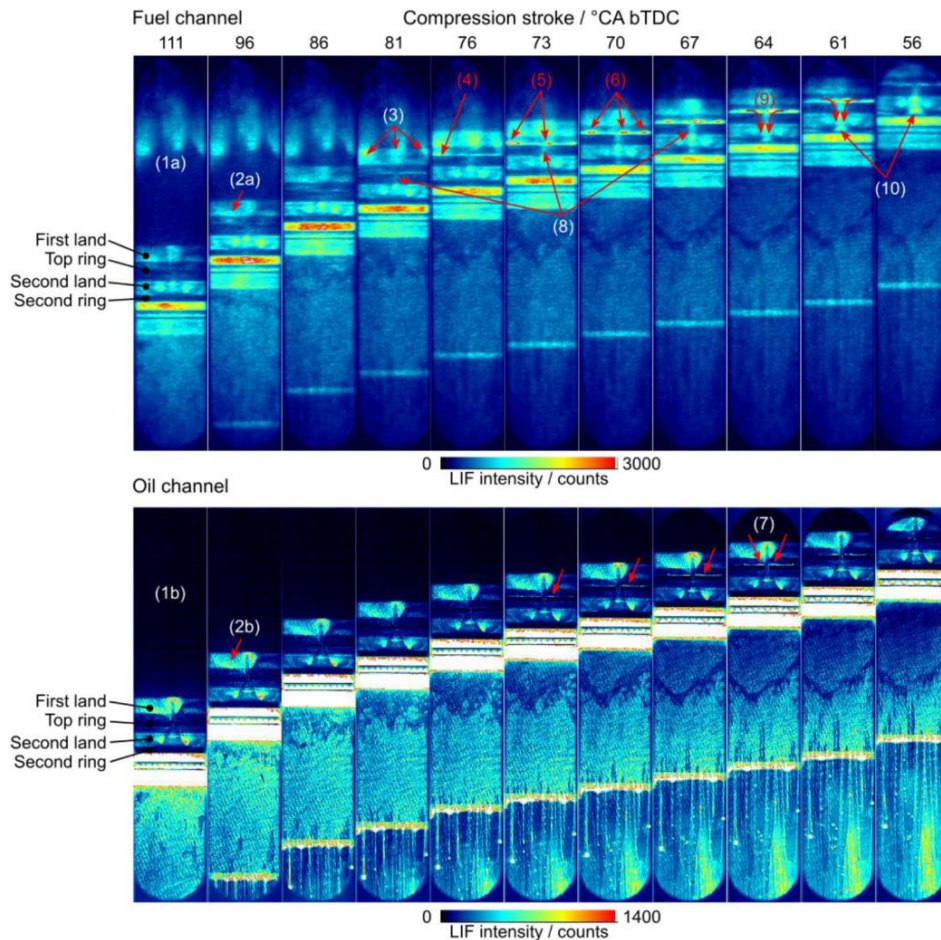 Fuel channel Compression stroke / °CA bTDC
111 96 86 81 76 73 70 67 64 61 56
(4) (5) (6) (9)
(3)
(1a)
(2a) (10)
(8)
First land
Top ring
Second land
Second ring
0 3000
LIF intensity / counts
Oil channel
(7)
(1b)
(2b)
First land
Top ring
Second land
Second ring
0 1400
LIF intensity / counts